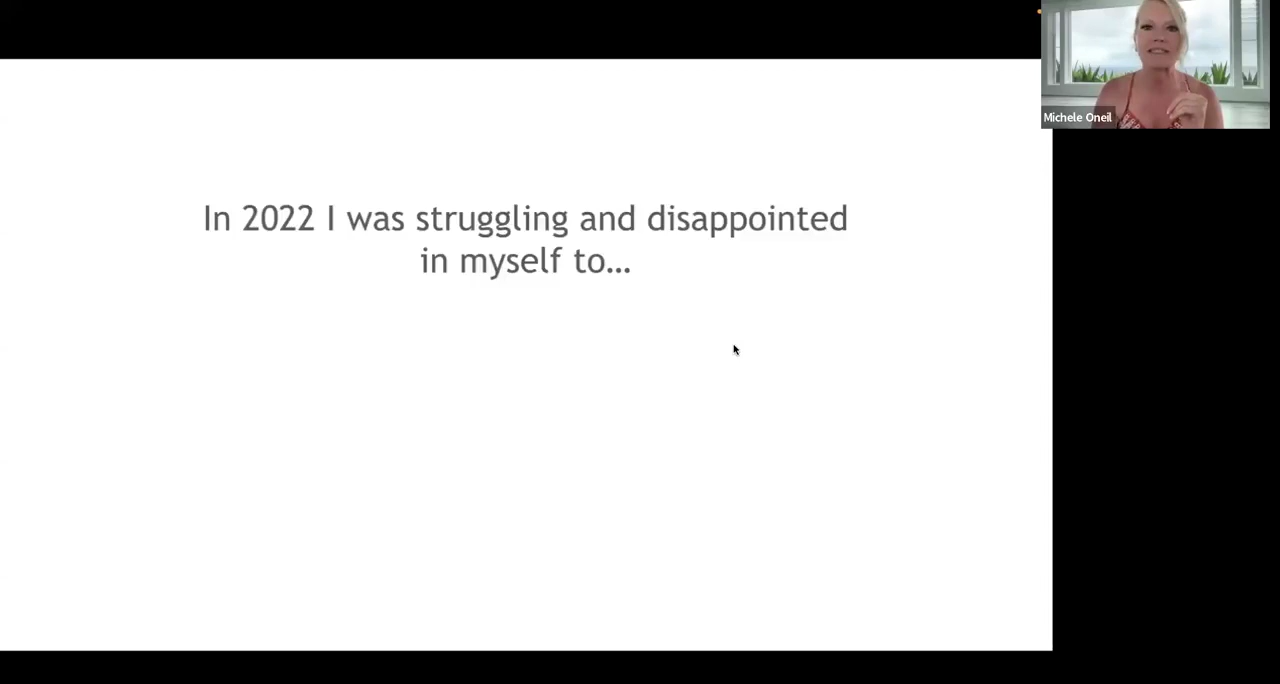 In 2022 I was struggling and disappointed
in myself to...
Michele Oneil